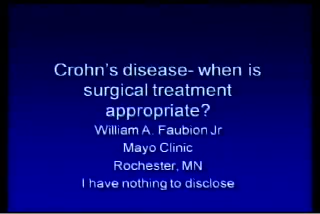 Crohn's disease- when is
surgical treatment
appropriate?
William A. Faubion Jr
Mayo Clinic
Rochester, MN
I have nothing to disclose